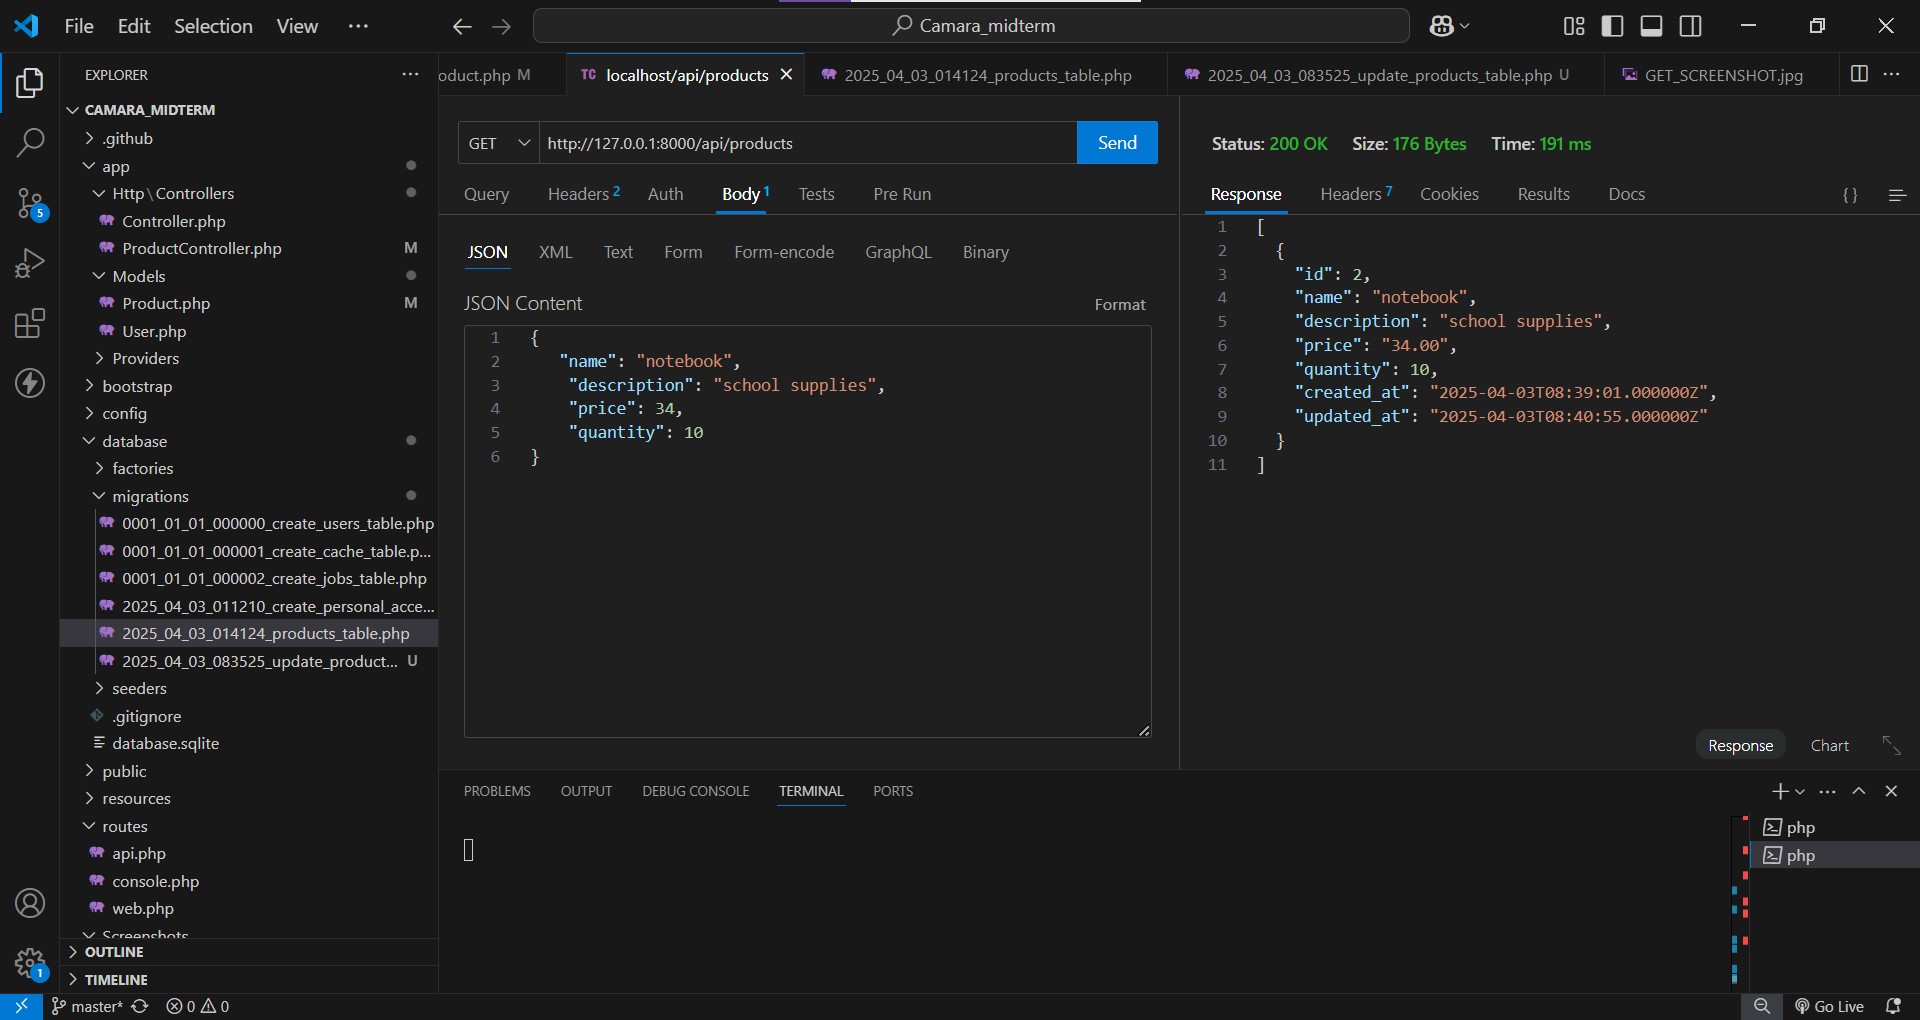 File Edit Selection View ··· Camara_midterm
EXPLORER ···
CAMARA_MIDTERM
.github
app
Http\Controllers
Controller.php
ProductController.php M
Models
Product.php M
User.php
Providers
bootstrap
config
database
factories
migrations
0001_01_01_000000_create_users_table.php
0001_01_01_000001_create_cache_table.p...
0001_01_01_000002_create_jobs_table.php
2025_04_03_011210_create_personal_acce...
2025_04_03_014124_products_table.php
2025_04_03_083525_update_product... U
seeders
.gitignore
database.sqlite
public
resources
routes
api.php
console.php
web.php
Screenshots
OUTLINE
TIMELINE
5
1
oduct.php M TC localhost/api/products 2025_04_03_014124_products_table.php 2025_04_03_083525_update_products_table.php U GET_SCREENSHOT.jpg ···
GET http://127.0.0.1:8000/api/products Send
Query Headers 2 Auth Body 1 Tests Pre Run
JSON XML Text Form Form-encode GraphQL Binary
JSON Content Format
1 {
2 "name": "notebook",
3 "description": "school supplies",
4 "price": 34,
5 "quantity": 10
6 }
Status: 200 OK Size: 176 Bytes Time: 191 ms
Response Headers 7 Cookies Results Docs { }
1 [
2 {
3 "id": 2,
4 "name": "notebook",
5 "description": "school supplies",
6 "price": "34.00",
7 "quantity": 10,
8 "created_at": "2025-04-03T08:39:01.000000Z",
9 "updated_at": "2025-04-03T08:40:55.000000Z"
10 }
11 ]
Response Chart
PROBLEMS OUTPUT DEBUG CONSOLE TERMINAL PORTS ···
php
php
master* 0 0 Go Live